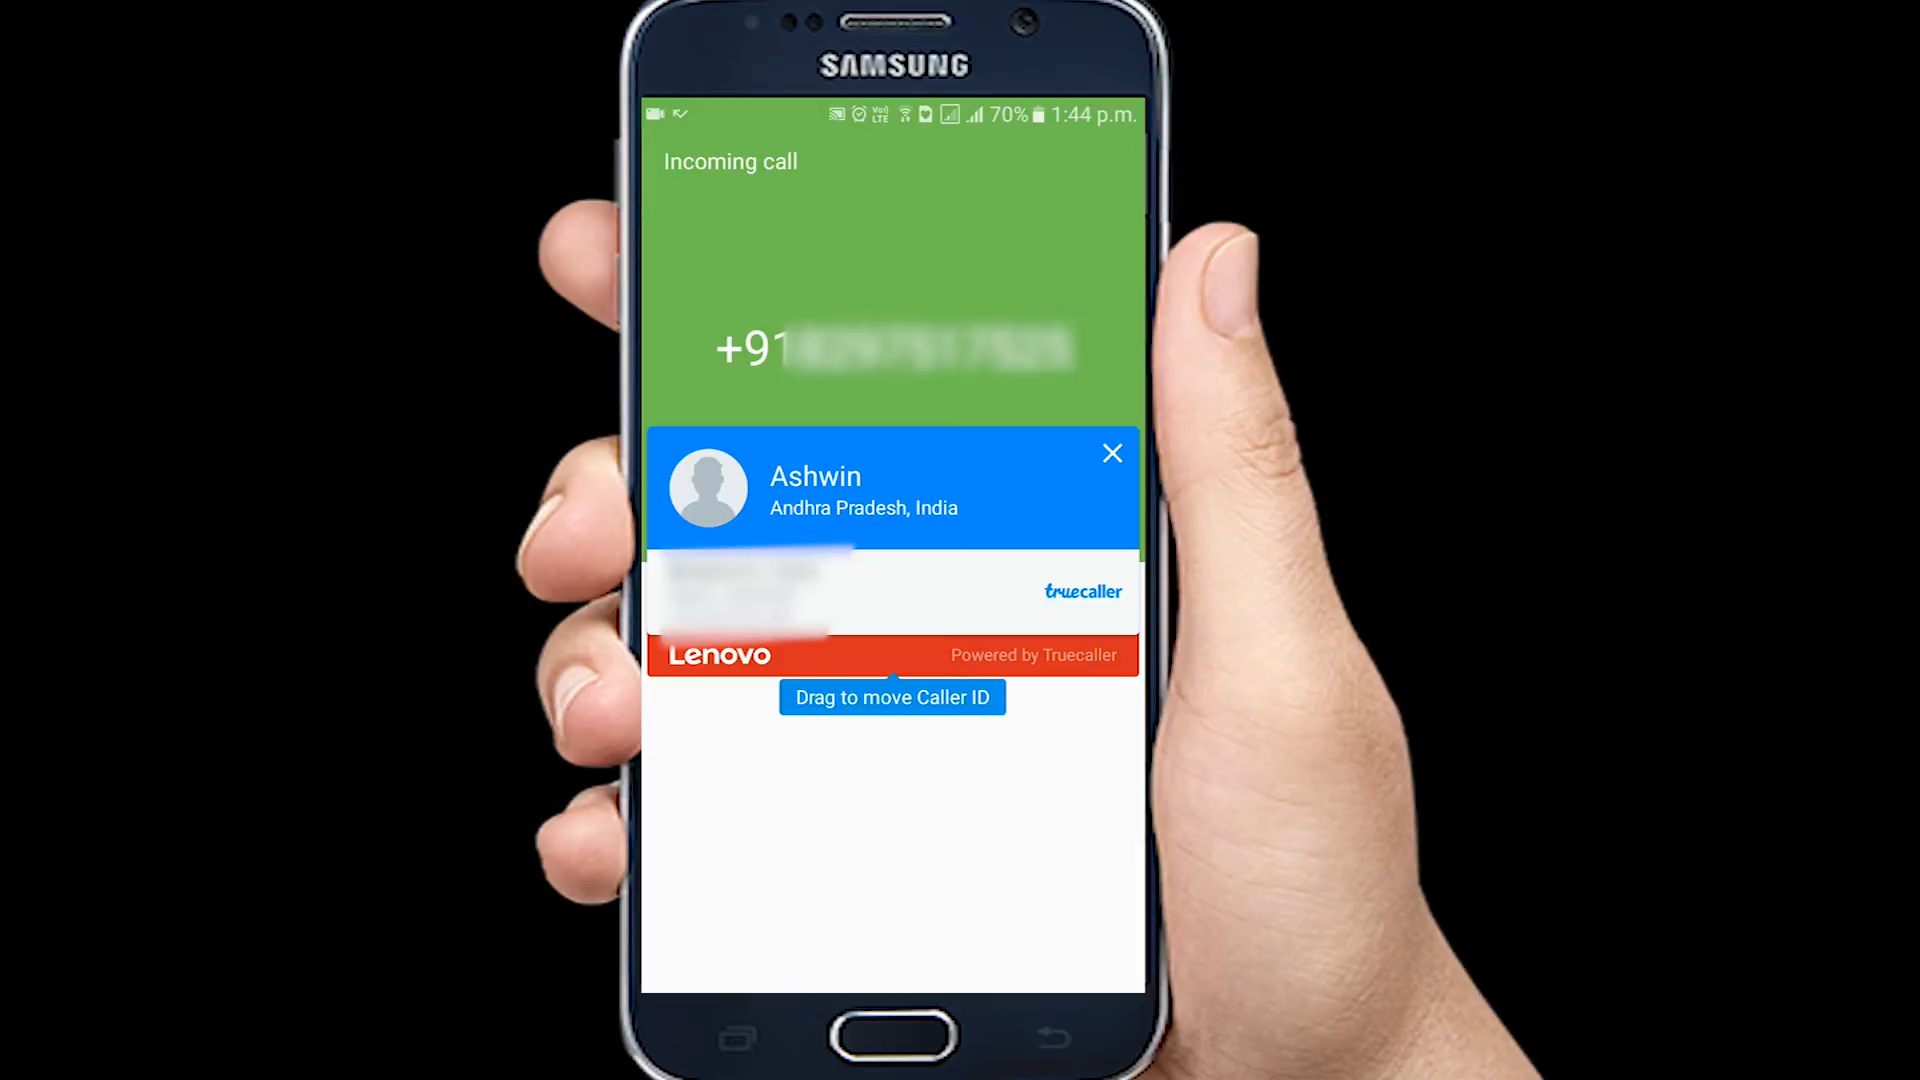 SAMSUNG
VoLTE 70% 1:44 p.m.
Incoming call
+91
Ashwin
Andhra Pradesh, India
truecaller
Lenovo
Powered by Truecaller
Drag to move Caller ID